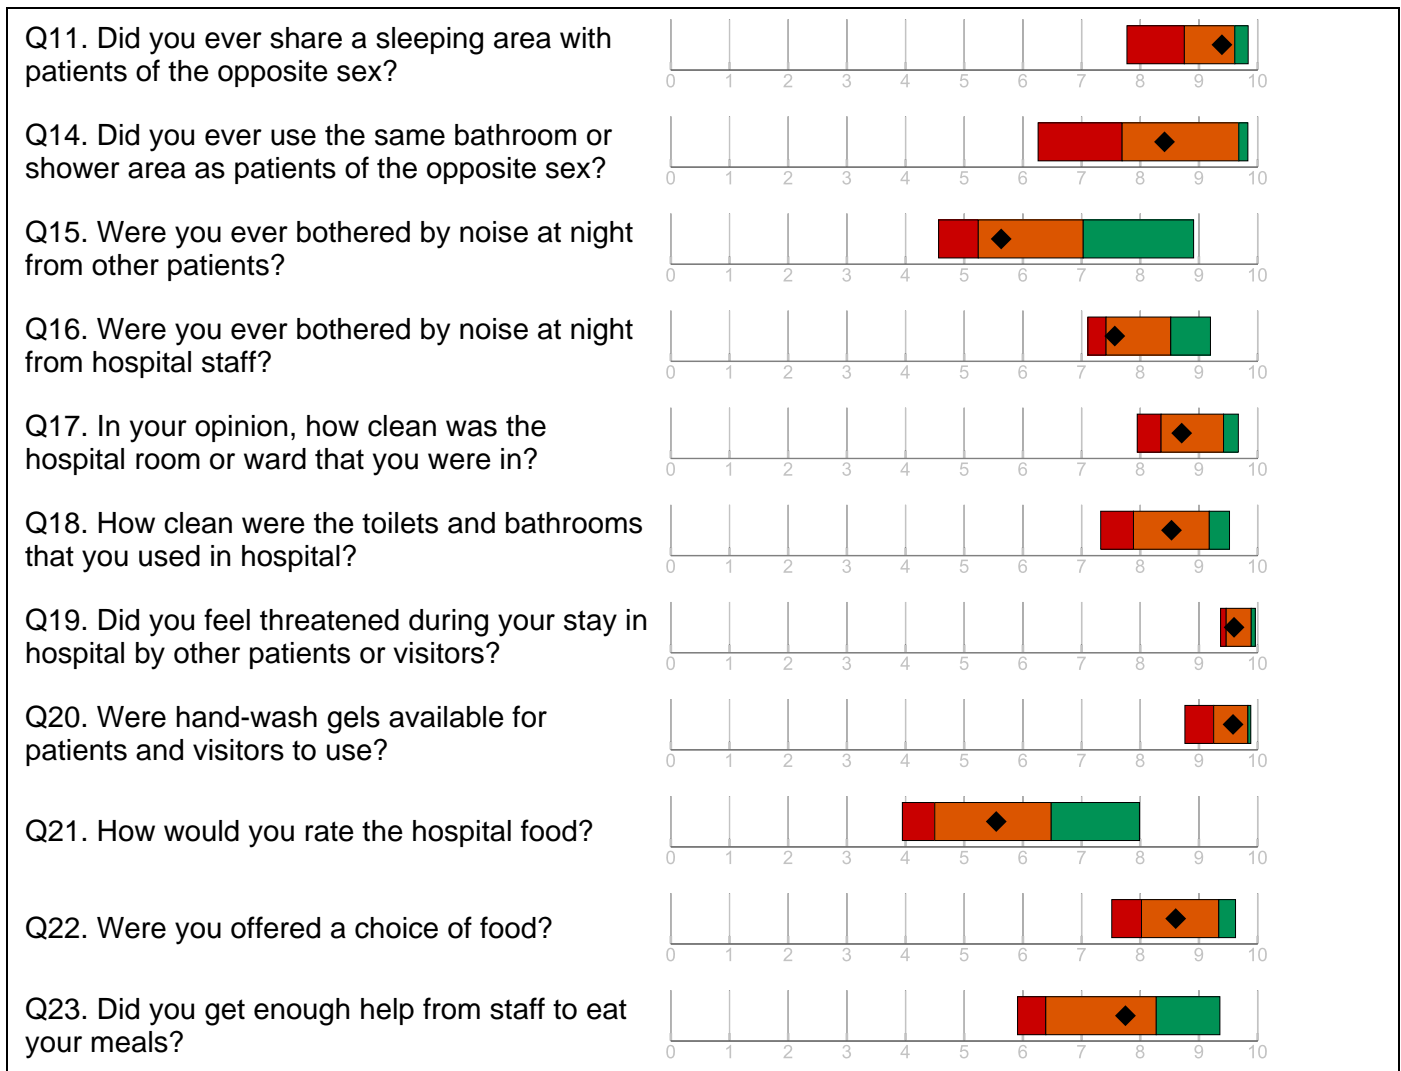 Q11. Did you ever share a sleeping area with
patients of the opposite sex?
0 1 2 3 4 5 6 7 8 9 10
Q14. Did you ever use the same bathroom or
shower area as patients of the opposite sex?
0 1 2 3 4 5 6 7 8 9 10
Q15. Were you ever bothered by noise at night
from other patients?
0 1 2 3 4 5 6 7 8 9 10
Q16. Were you ever bothered by noise at night
from hospital staff?
0 1 2 3 4 5 6 7 8 9 10
Q17. In your opinion, how clean was the
hospital room or ward that you were in?
0 1 2 3 4 5 6 7 8 9 10
Q18. How clean were the toilets and bathrooms
that you used in hospital?
0 1 2 3 4 5 6 7 8 9 10
Q19. Did you feel threatened during your stay in
hospital by other patients or visitors?
0 1 2 3 4 5 6 7 8 9 10
Q20. Were hand-wash gels available for
patients and visitors to use?
0 1 2 3 4 5 6 7 8 9 10
Q21. How would you rate the hospital food?
0 1 2 3 4 5 6 7 8 9 10
Q22. Were you offered a choice of food?
0 1 2 3 4 5 6 7 8 9 10
Q23. Did you get enough help from staff to eat
your meals?
0 1 2 3 4 5 6 7 8 9 10